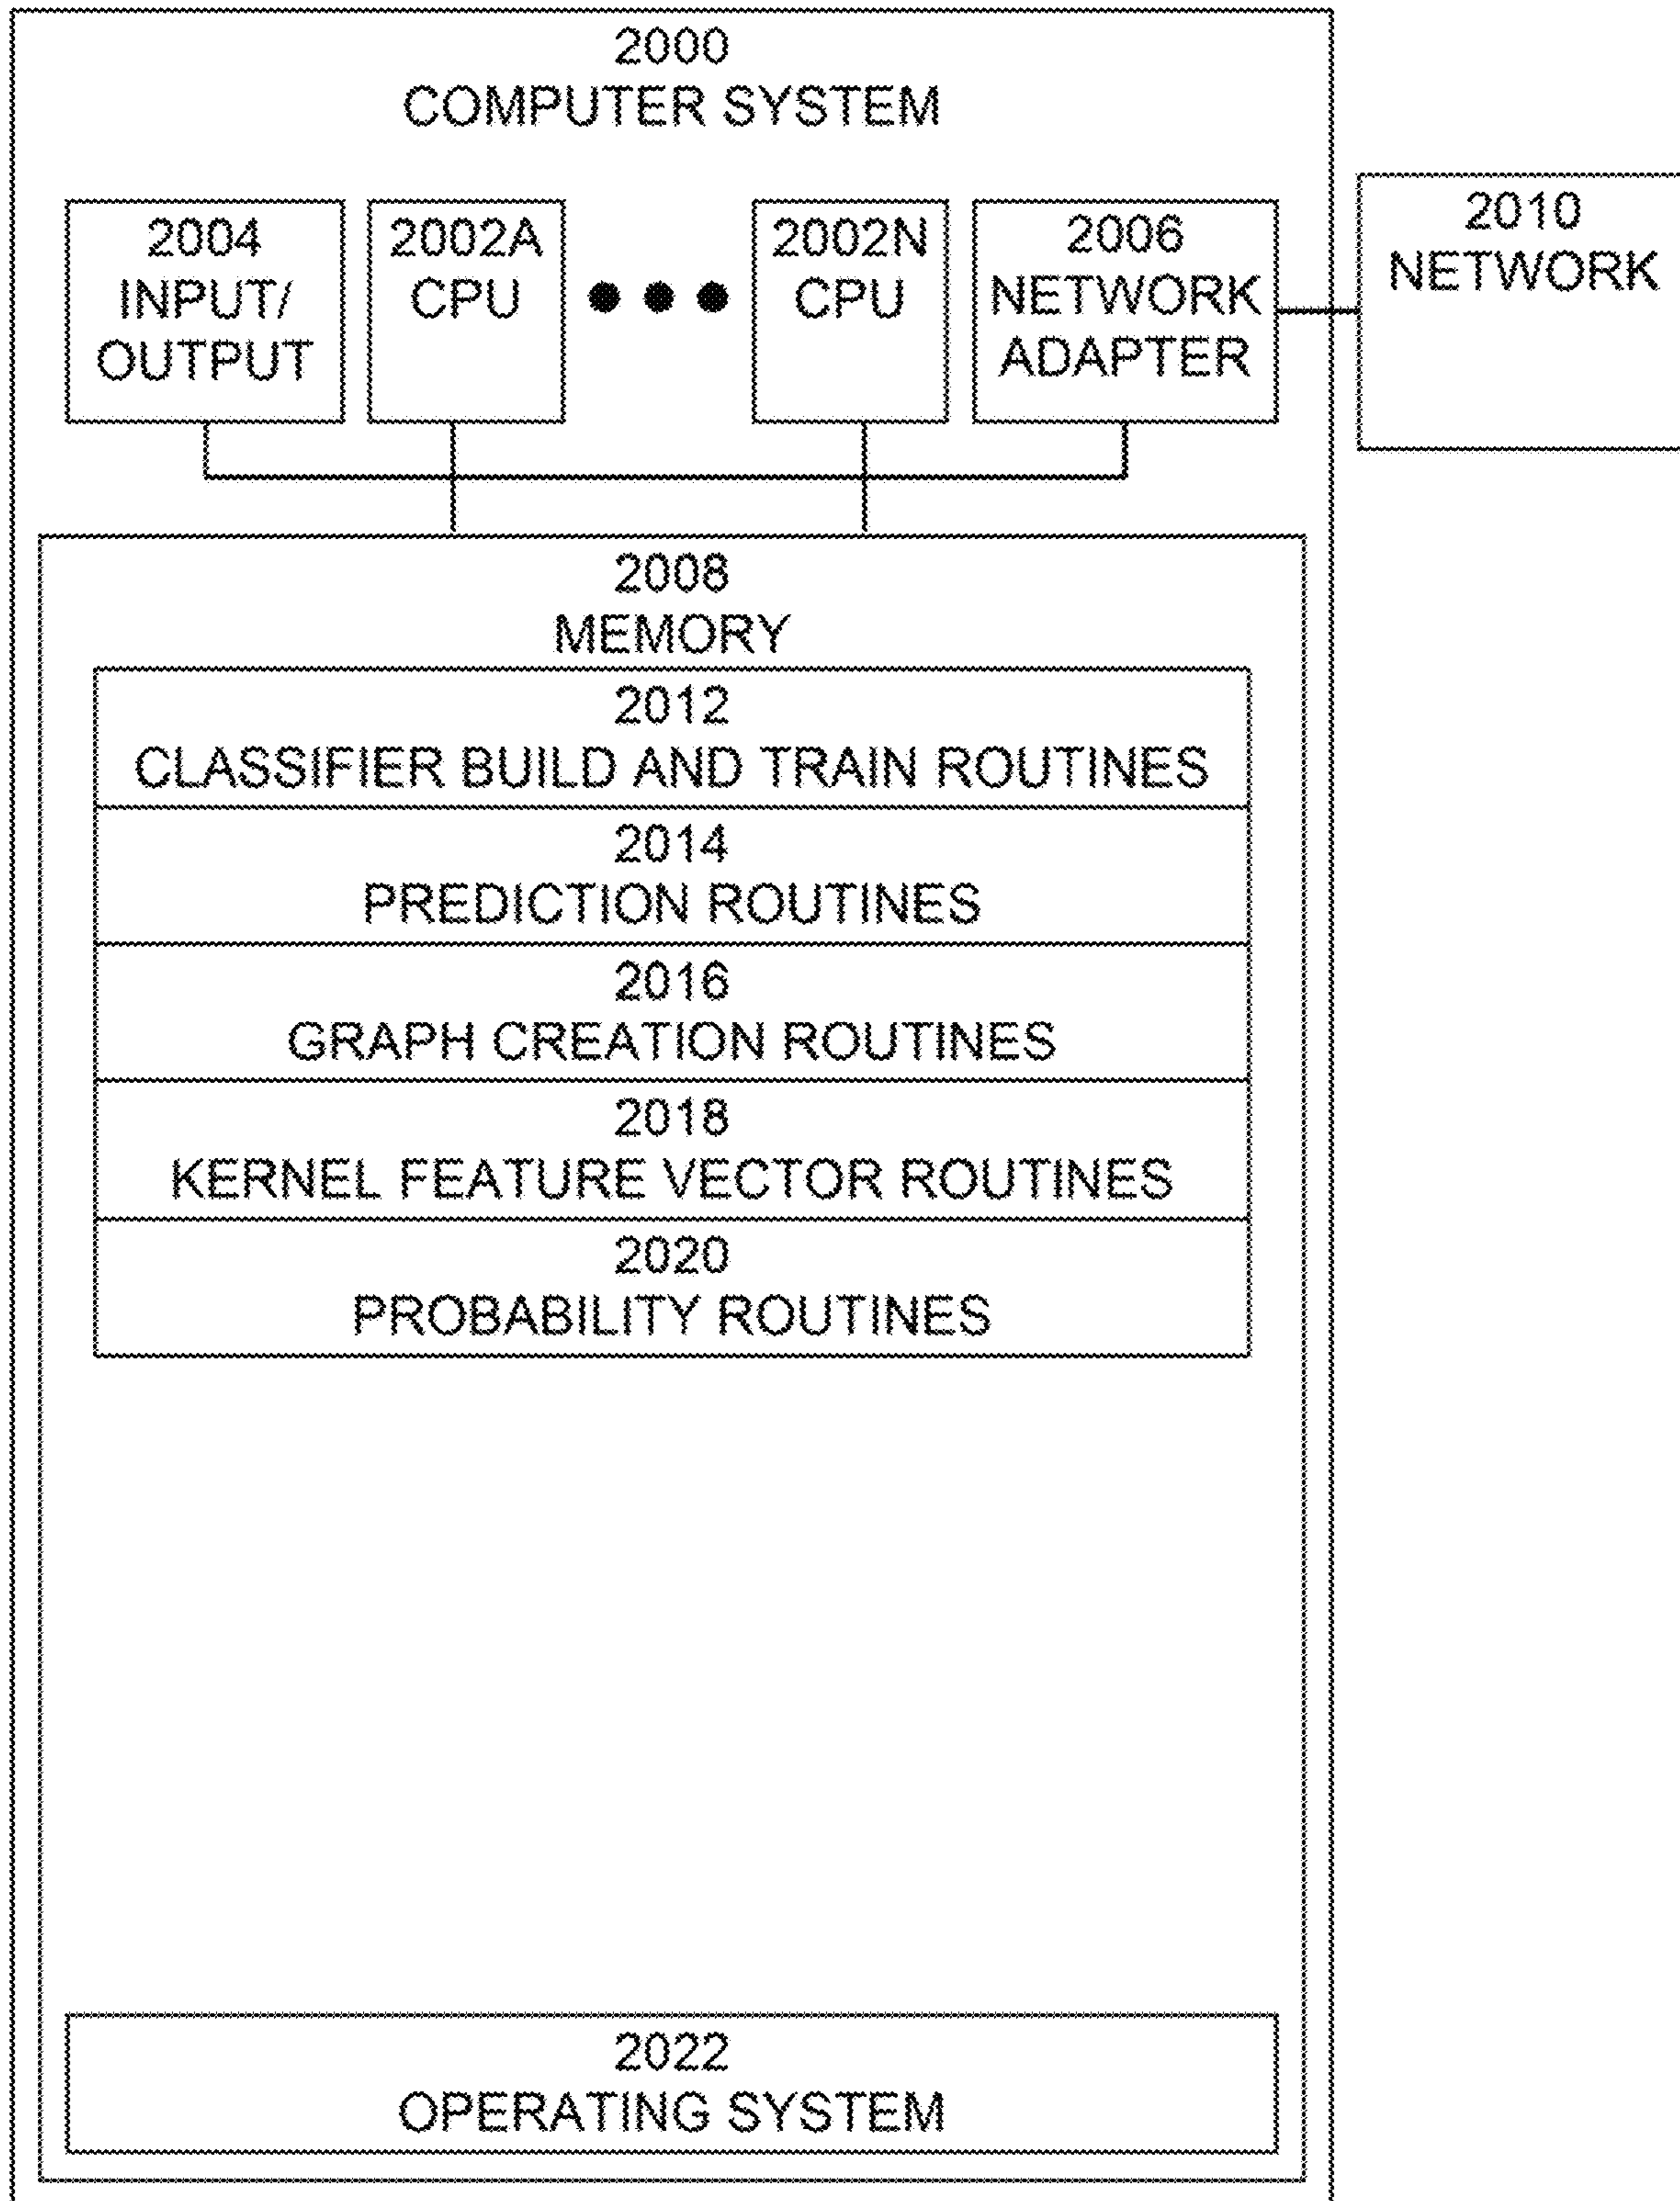 2000
COMPUTER SYSTEM
2004
INPUT/
OUTPUT
2002A
CPU
2002N
CPU
2006
NETWORK
ADAPTER
2010
NETWORK
2008
MEMORY
2012
CLASSIFIER BUILD AND TRAIN ROUTINES
2014
PREDICTION ROUTINES
2016
GRAPH CREATION ROUTINES
2018
KERNEL FEATURE VECTOR ROUTINES
2020
PROBABILITY ROUTINES
2022
OPERATING SYSTEM